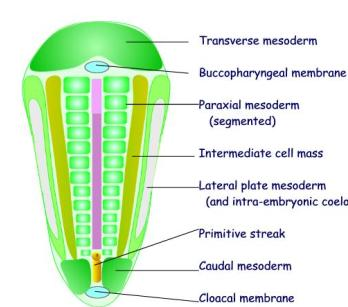 Transverse mesoderm
Buccopharyngeal membrane
Paraxial mesoderm
(segmented)
Intermediate cell mass
Lateral plate mesoderm
(and intra-embryonic coelo
Primitive streak
Caudal mesoderm
Cloacal membrane